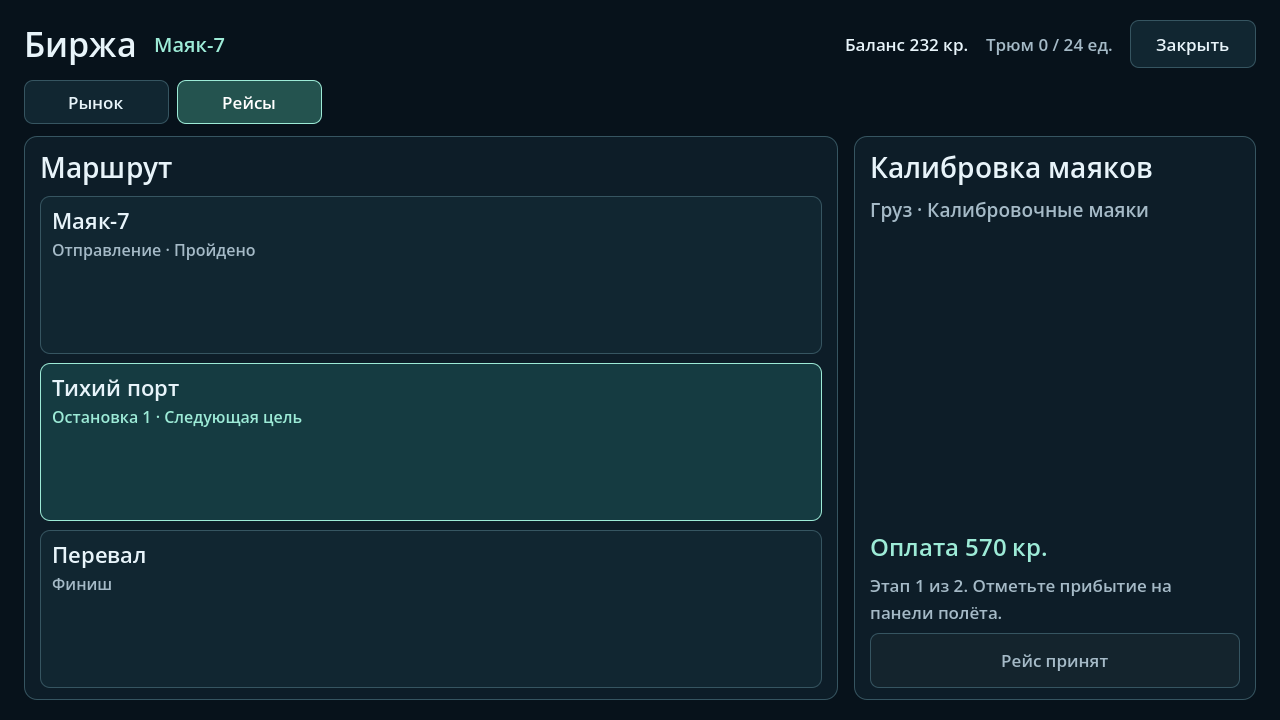 Биржа Маяк-7 Баланс 232 кр. Трюм 0 / 24 ед. Закрыть
Рынок Рейсы
Маршрут
Маяк-7
Отправление · Пройдено
Тихий порт
Остановка 1 · Следующая цель
Перевал
Финиш
Калибровка маяков
Груз · Калибровочные маяки
Оплата 570 кр.
Этап 1 из 2. Отметьте прибытие на
панели полёта.
Рейс принят